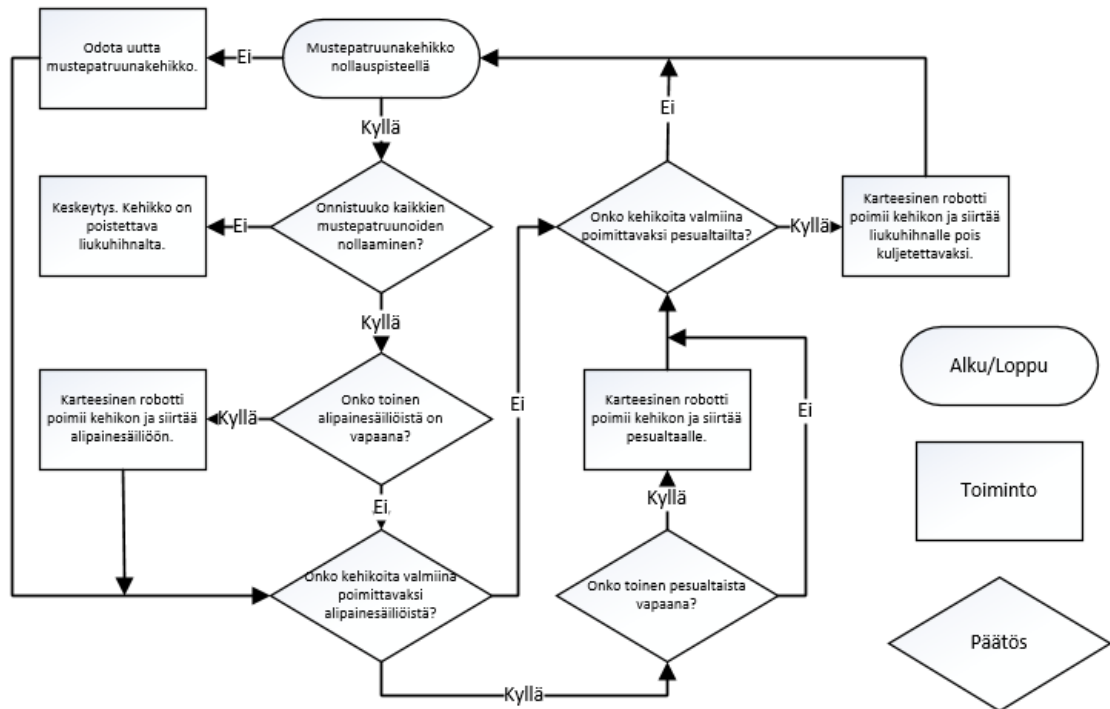 Odota uutta
mustepatruunakehikko.
Ei
Mustepatruunakehikko
nollauspisteellä
Kyllä
Ei
Keskeytys. Kehikko on
poistettava
liukuhihnalta.
Ei
Onnistuuko kaikkien
mustepatruunoiden
nollaaminen?
Onko kehikoita valmiina
poimittavaksi pesualtailta?
Kyllä
Karteesinen robotti
poimii kehikon ja siirtää
liukuhihnalle pois
kuljetettavaksi.
Kyllä
Karteesinen robotti
poimii kehikon ja siirtää
alipainesäiliöön.
Kyllä
Onko toinen
alipainesäiliöistä on
vapaana?
Ei
Karteesinen robotti
poimii kehikon ja siirtää
pesualtaalle.
Ei
Alku/Loppu
Ei
Kyllä
Toiminto
Onko kehikoita valmiina
poimittavaksi
alipainesäiliöistä?
Onko toinen pesualtaista
vapaana?
Päätös
Kyllä